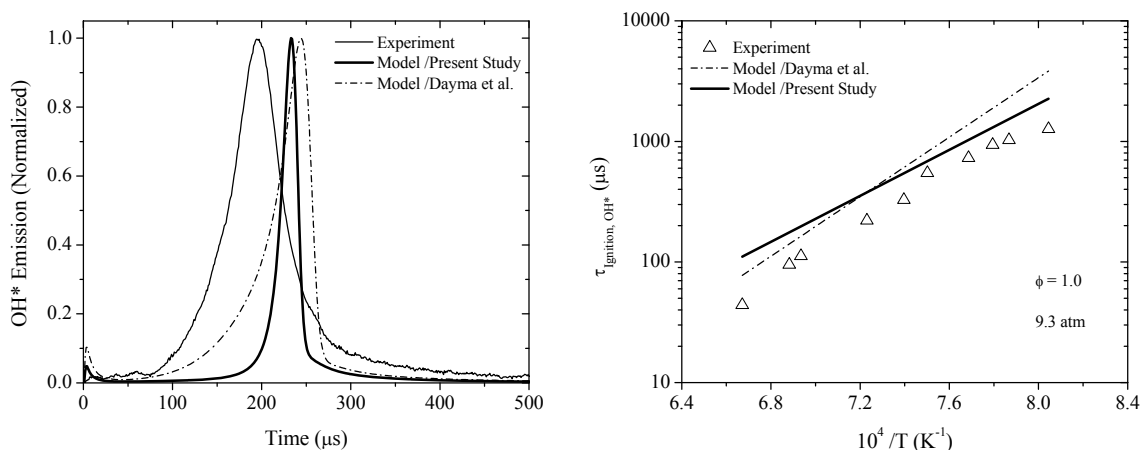 1.0
0.8
0.6
0.4
0.2
0.0
OH* Emission (Normalized)
Experiment
Model /Present Study
Model /Dayma et al.
0 100 200 300 400 500
Time (μs)
10000
1000
100
10
τIgnition, OH* (μs)
Experiment
Model /Dayma et al.
Model /Present Study
ϕ = 1.0
9.3 atm
6.4 6.8 7.2 7.6 8.0 8.4
10⁴ /T (K⁻¹)